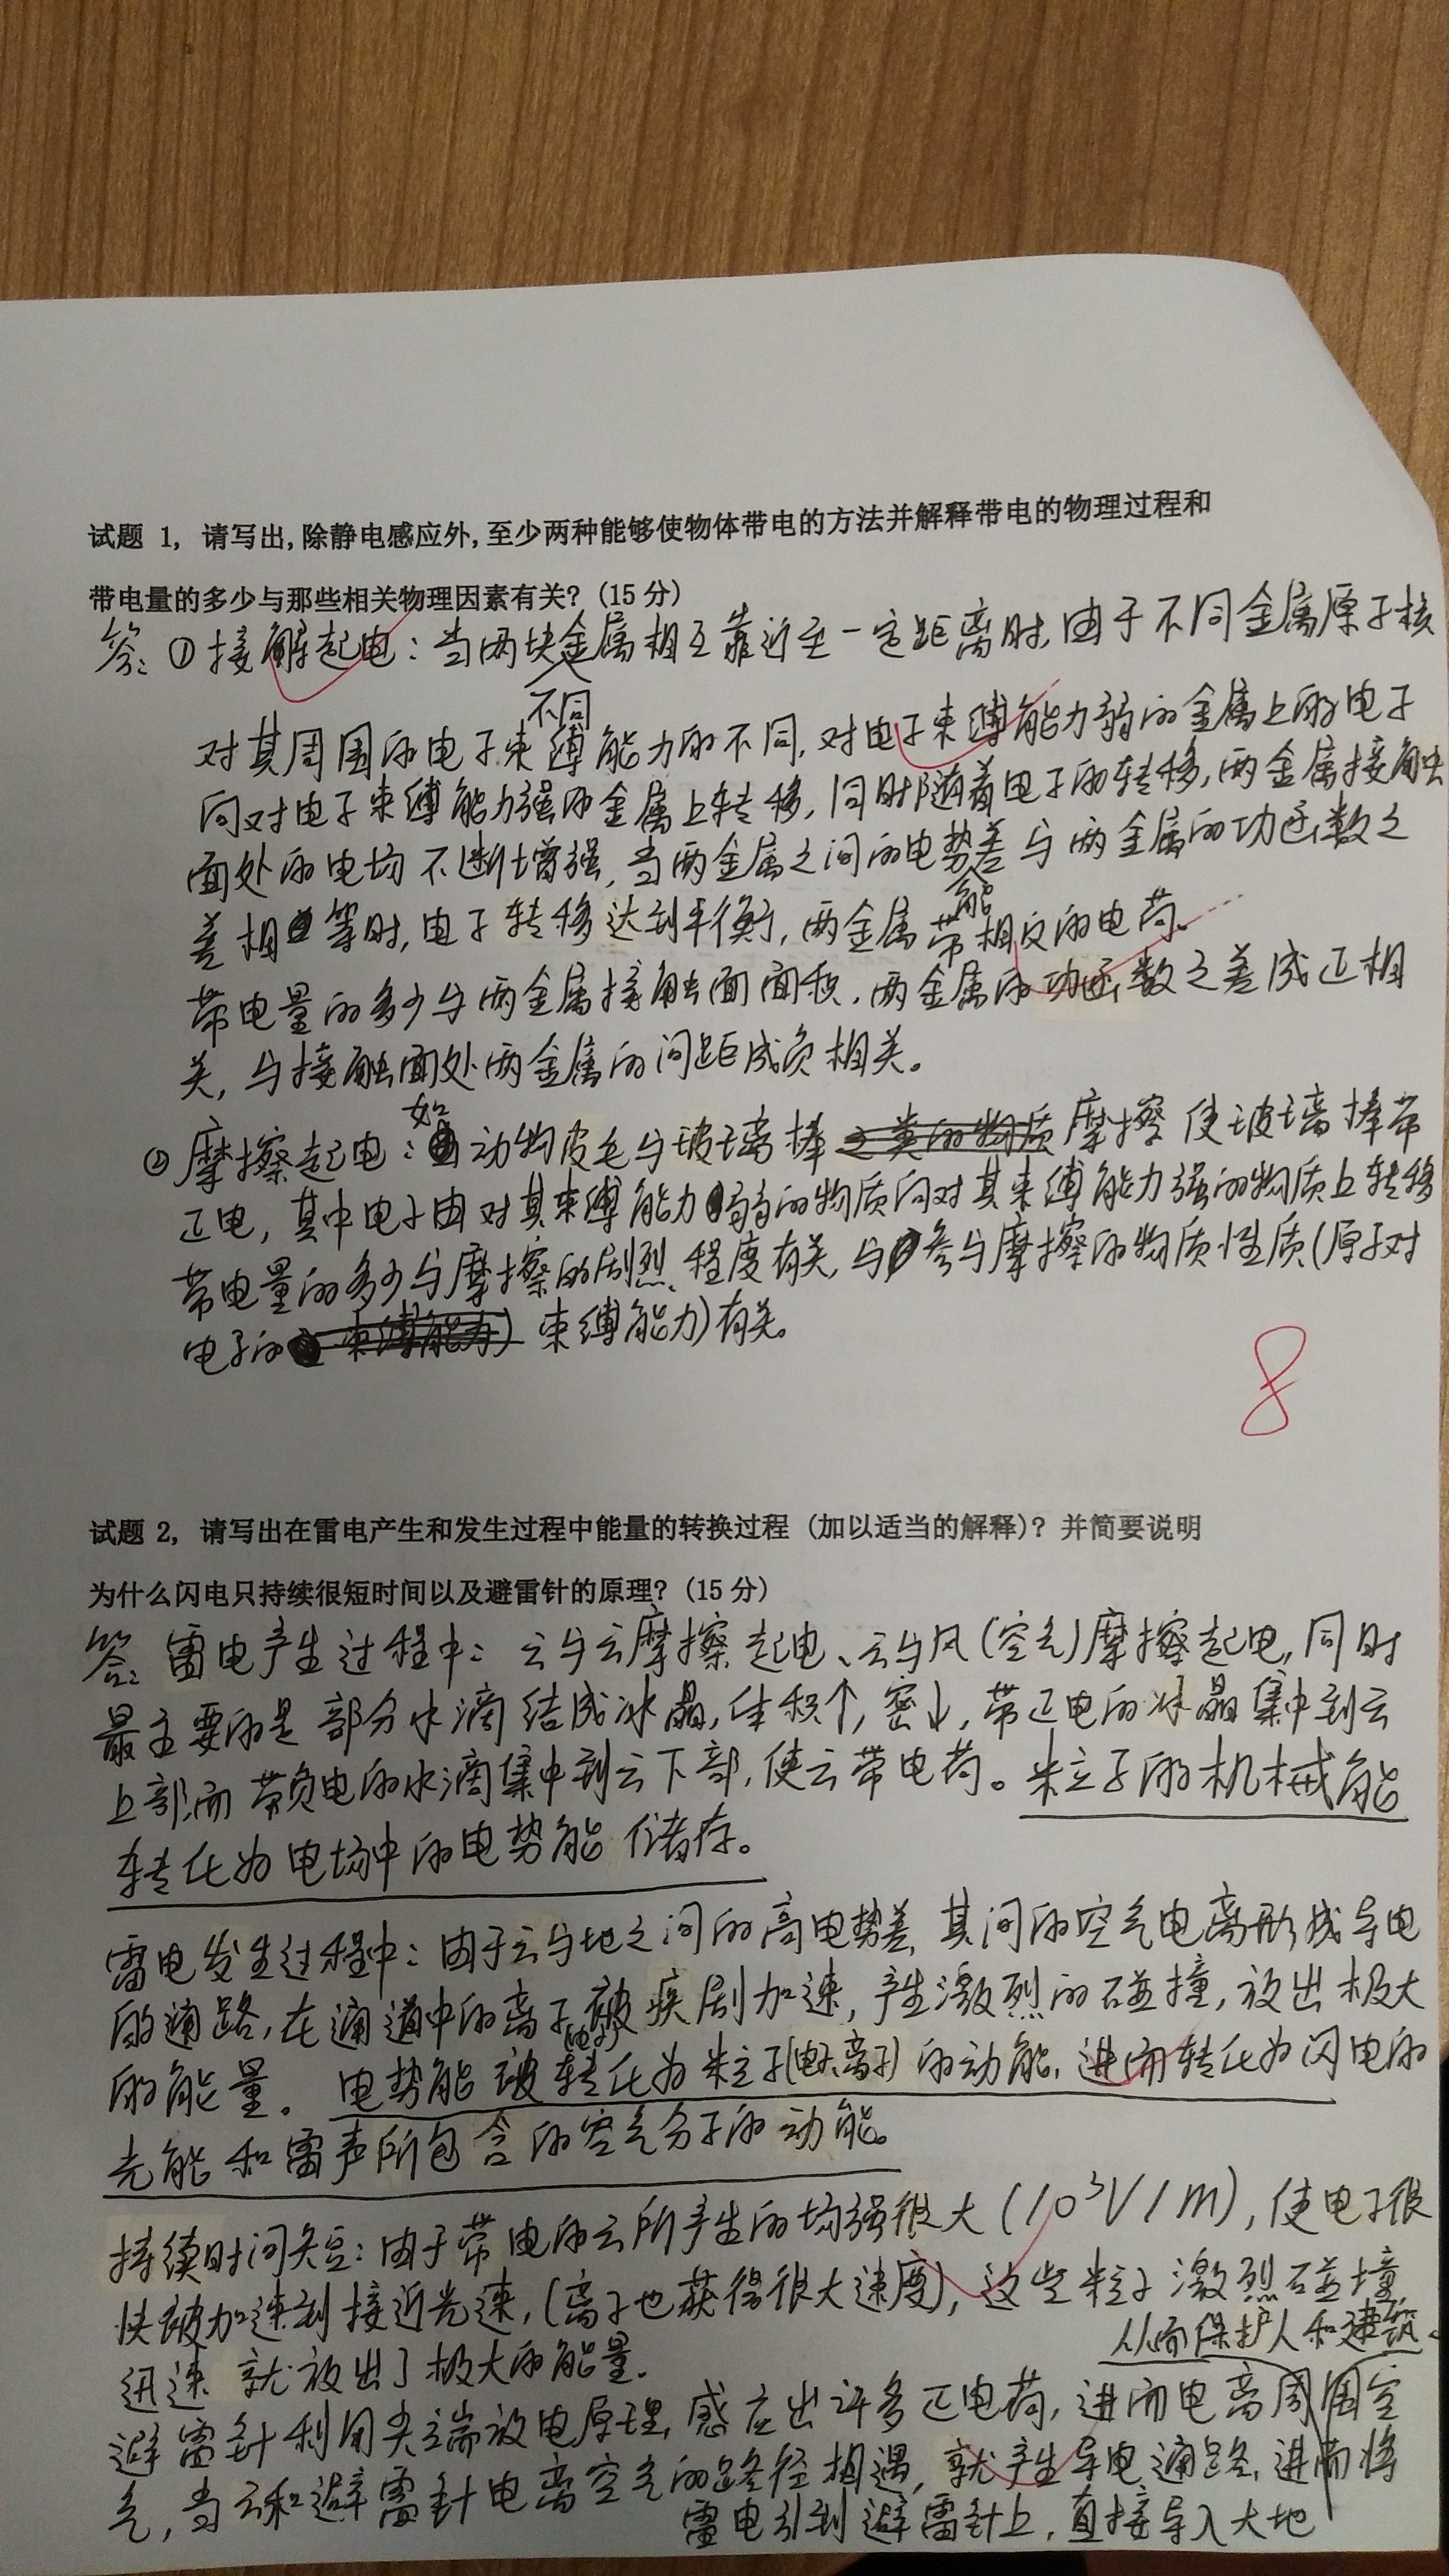 试题 1, 请写出,除静电感应外,至少两种能够使物体带电的方法并解释带电的物理过程和
带电量的多少与那些相关物理因素有关? (15 分)
答: ①接触起电: 当两块不同金属相互靠近至一定距离时, 由于不同金属原子核
对其周围的电子束缚能力的不同, 对电子束缚能力弱的金属上的电子
向对电子束缚能力强的金属上转移, 同时随着电子的转移, 两金属接触
面处的电场不断增强, 当两金属之间的电势能差与两金属的功函数之
差相等时, 电子转移达到平衡, 两金属带相反的电荷。
带电量的多少与两金属接触面面积, 两金属的功函数之差成正相
关, 与接触面处两金属的间距成负相关。
② 摩擦起电: 如动物皮毛与玻璃棒摩擦 使玻璃棒带
正电, 其中电子由对其束缚能力弱的物质向对其束缚能力强的物质上转移
带电量的多少与摩擦的剧烈程度有关, 与参与摩擦的物质性质(原子对
电子的束缚能力)有关。
8
试题 2, 请写出在雷电产生和发生过程中能量的转换过程 (加以适当的解释)? 并简要说明
为什么闪电只持续很短时间以及避雷针的原理? (15 分)
答: 雷电产生过程中: 云与云摩擦起电、云与风(空气)摩擦起电, 同时
最主要的是部分水滴结成冰晶, 体积↑, 密↓, 带正电的冰晶集中到云
上部,而带负电的水滴集中到云下部, 使云带电荷。粒子的机械能
转化为电场中的电势能储存。
雷电发生过程中: 由于云与地之间的高电势差, 其间的空气电离形成导电
的通路, 在通道中的离子(电子)被疾剧加速, 产生激烈的碰撞, 放出极大
的能量。电势能被转化为粒子(电子、离子)的动能, 进而转化为闪电的
光能和雷声所包含的空气分子的动能。
持续时间短: 由于带电的云所产生的场强很大 (10³V/m), 使电子很
快被加速到接近光速, (离子也获得很大速度), 这些粒子激烈碰撞,
迅速就放出了极大的能量.
避雷针利用尖端放电原理, 感应出许多正电荷, 进而电离周围空
气, 当云和避雷针电离空气的路径相遇, 就产生导电通路, 进而将
雷电引到避雷针上, 直接导入大地
从而保护人和建筑。